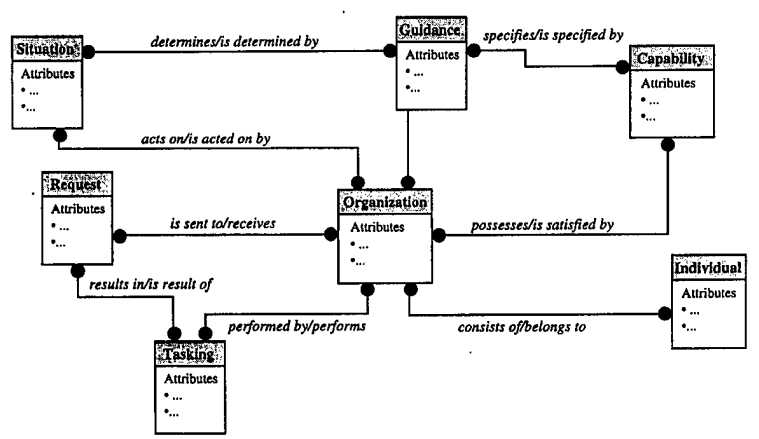 determines/is determined by
Guidance
Attributes
• ...
•...
specifies/is specified by
Situation
Attributes
• ...
•...
Capability
Attributes
• ...
•...
acts on/is acted on by
Request
Attributes
• ...
•...
Organization
Attributes
• ...
• ...
is sent to/receives
possesses/is satisfied by
Individual
Attributes
• ...
•...
results in/is result of
performed by/performs
consists of/belongs to
Tasking
Attributes
• ...
•...